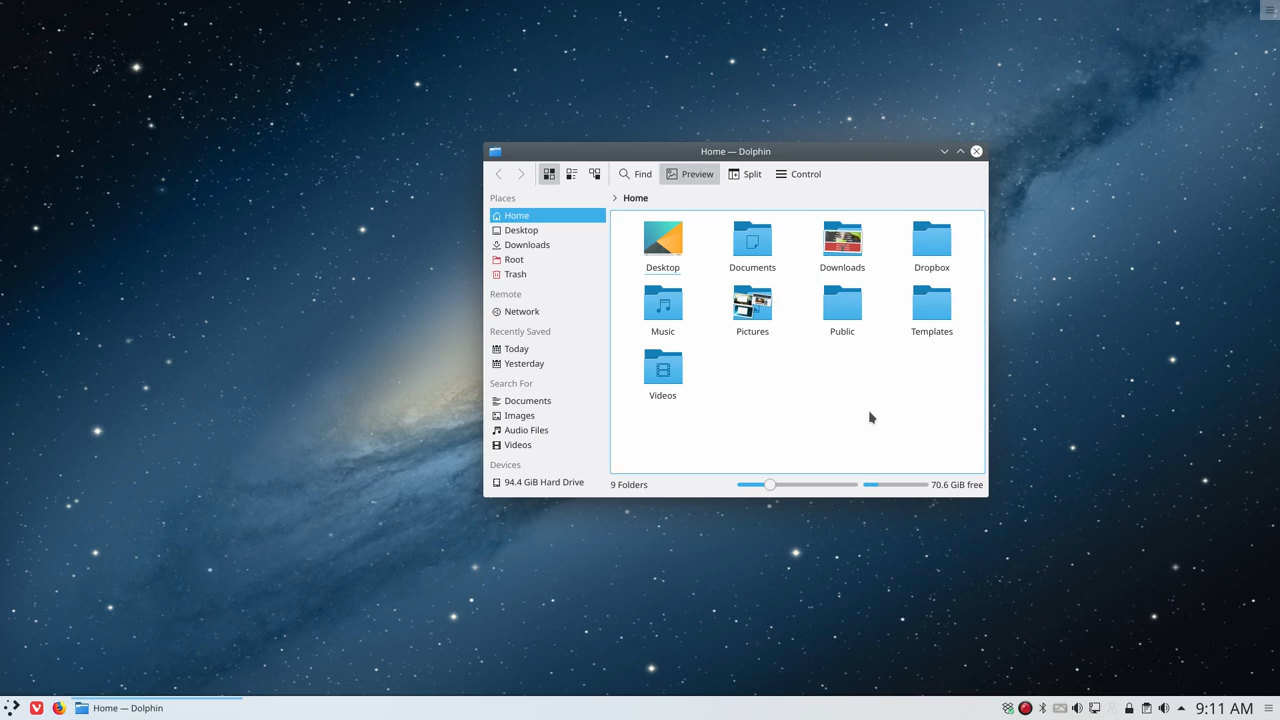 Home — Dolphin
Find Preview Split Control
Places
Home
Desktop
Downloads
Root
Trash
Remote
Network
Recently Saved
Today
Yesterday
Search For
Documents
Images
Audio Files
Videos
Devices
94.4 GiB Hard Drive
Home
Desktop Documents Downloads Dropbox
Music Pictures Public Templates
Videos
9 Folders 70.6 GiB free
Home — Dolphin 9:11 AM